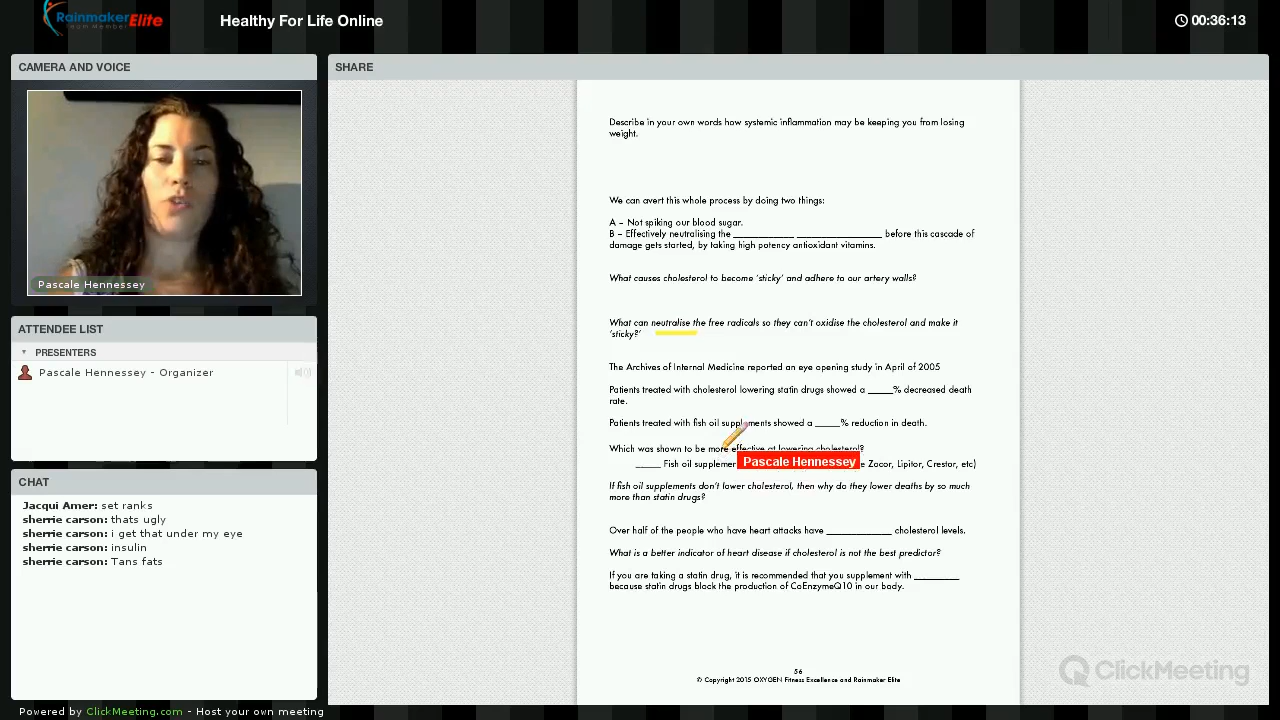 RainmakerElite
Team Member
Healthy For Life Online
00:36:13
CAMERA AND VOICE
Pascale Hennessey
ATTENDEE LIST
PRESENTERS
Pascale Hennessey - Organizer
CHAT
Jacqui Amer: set ranks
sherrie carson: thats ugly
sherrie carson: i get that under my eye
sherrie carson: insulin
sherrie carson: Tans fats
Powered by ClickMeeting.com - Host your own meeting
SHARE
Describe in your own words how systemic inflammation may be keeping you from losing
weight.
We can avert this whole process by doing two things:
A – Not spiking our blood sugar.
B – Effectively neutralising the _____________ __________________ before this cascade of
damage gets started, by taking high potency antioxidant vitamins.
What causes cholesterol to become ‘sticky’ and adhere to our artery walls?
What can neutralise the free radicals so they can’t oxidise the cholesterol and make it
‘sticky?’
The Archives of Internal Medicine reported an eye opening study in April of 2005
Patients treated with cholesterol lowering statin drugs showed a _____% decreased death
rate.
Patients treated with fish oil supplements showed a _____% reduction in death.
Which was shown to be more effective at lowering cholesterol?
_____ Fish oil supplemen
Pascale Hennessey
e Zocor, Lipitor, Crestor, etc)
If fish oil supplements don’t lower cholesterol, then why do they lower deaths by so much
more than statin drugs?
Over half of the people who have heart attacks have _____________ cholesterol levels.
What is a better indicator of heart disease if cholesterol is not the best predictor?
If you are taking a statin drug, it is recommended that you supplement with _________
because statin drugs block the production of CoEnzymeQ10 in our body.
56
© Copyright 2015 OXYGEN Fitness Excellence and Rainmaker Elite
ClickMeeting